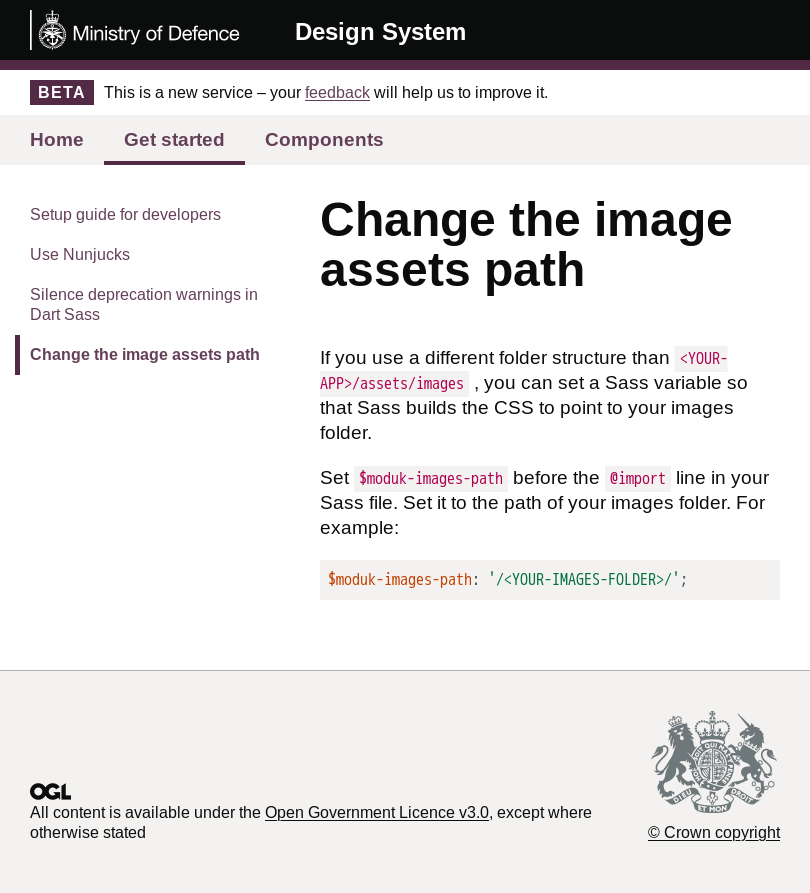 Ministry of Defence
Design System
BETA This is a new service – your feedback will help us to improve it.
Home Get started Components
Setup guide for developers
Use Nunjucks
Silence deprecation warnings in
Dart Sass
Change the image assets path
Change the image
assets path
If you use a different folder structure than <YOUR-
APP>/assets/images , you can set a Sass variable so
that Sass builds the CSS to point to your images
folder.
Set $moduk-images-path before the @import line in your
Sass file. Set it to the path of your images folder. For
example:
$moduk-images-path: '/<YOUR-IMAGES-FOLDER>/';
OGL
All content is available under the Open Government Licence v3.0, except where
otherwise stated
DIEU ET MON DROIT
© Crown copyright